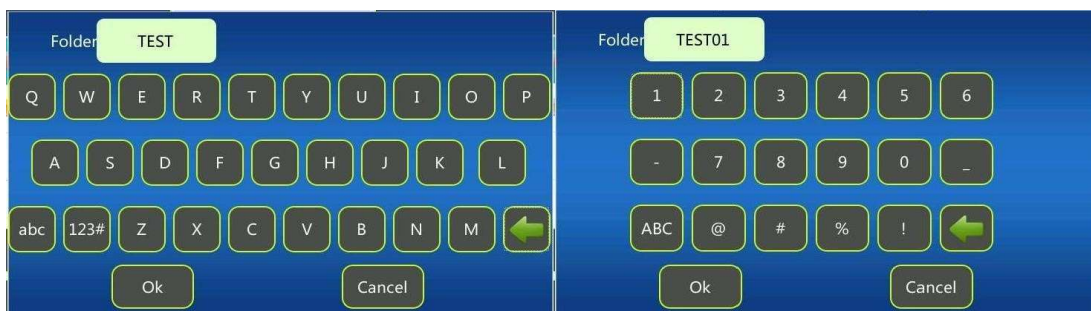 Folder TEST
Q W E R T Y U I O P
A S D F G H J K L
abc 123# Z X C V B N M
Ok Cancel
Folder TEST01
1 2 3 4 5 6
- 7 8 9 0 _
ABC @ # % !
Ok Cancel